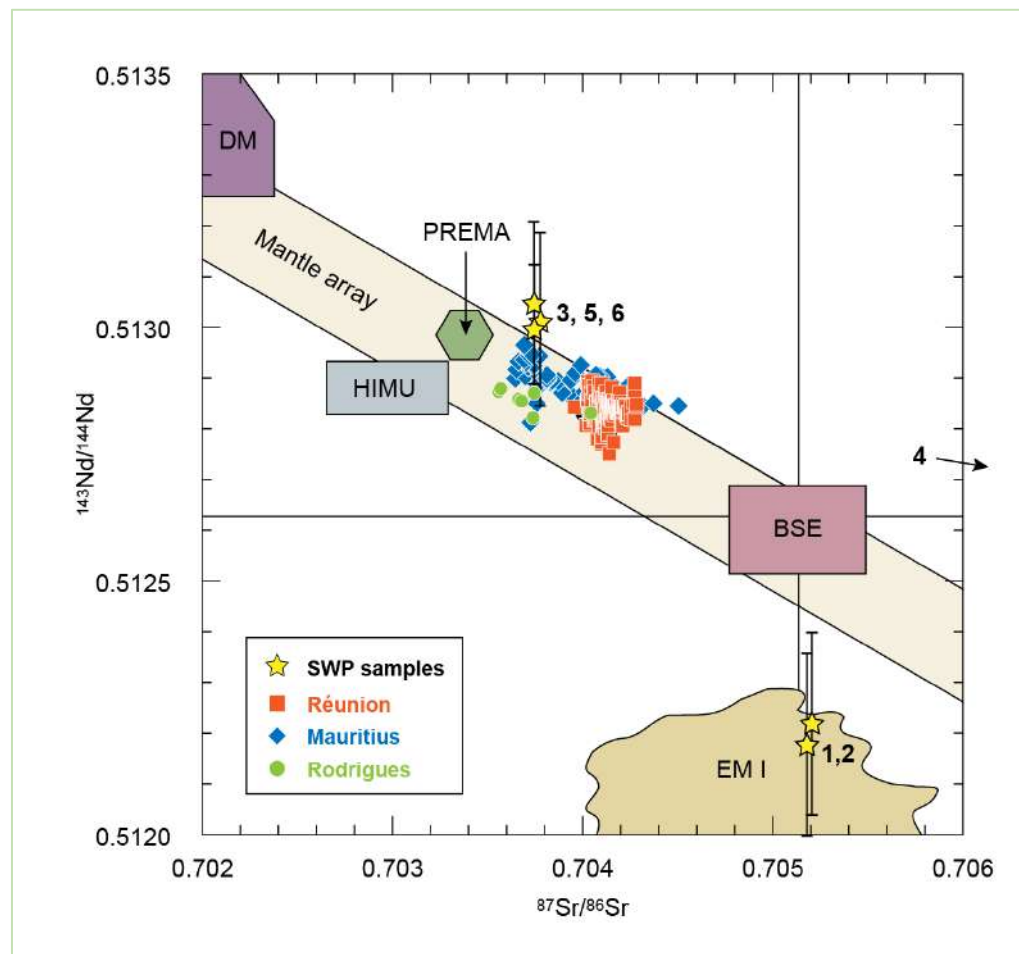 0.5135
DM
PREMA
Mantle array
3, 5, 6
0.5130
HIMU
4
¹⁴³Nd/¹⁴⁴Nd
BSE
0.5125
SWP samples
Réunion
Mauritius
Rodrigues
1,2
EM I
0.5120
0.702 0.703 0.704 0.705 0.706
⁸⁷Sr/⁸⁶Sr